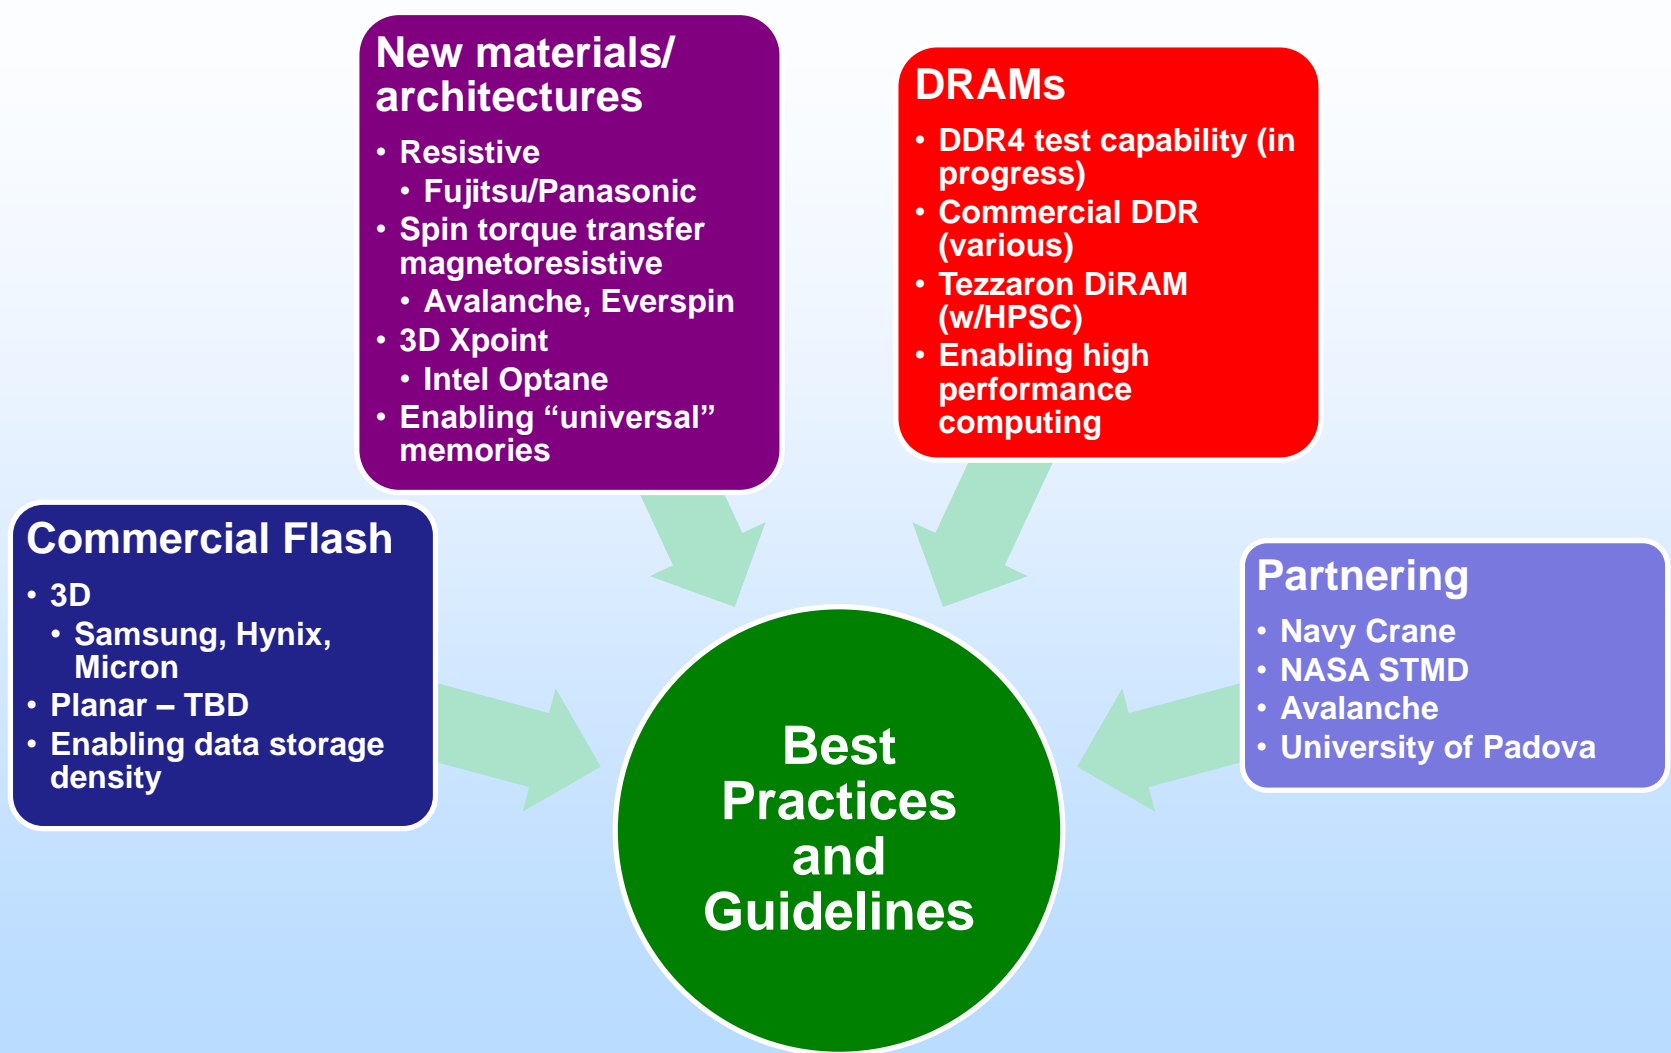 New materials/
architectures
• Resistive
• Fujitsu/Panasonic
• Spin torque transfer
magnetoresistive
• Avalanche, Everspin
• 3D Xpoint
• Intel Optane
• Enabling “universal”
memories
DRAMs
• DDR4 test capability (in
progress)
• Commercial DDR
(various)
• Tezzaron DiRAM
(w/HPSC)
• Enabling high
performance
computing
Commercial Flash
• 3D
• Samsung, Hynix,
Micron
• Planar – TBD
• Enabling data storage
density
Partnering
• Navy Crane
• NASA STMD
• Avalanche
• University of Padova
Best
Practices
and
Guidelines